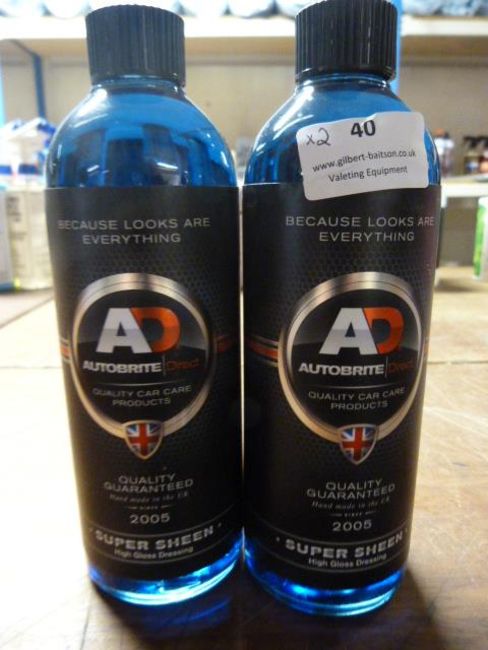 BECAUSE LOOKS ARE
EVERYTHING
AD
AUTOBRITE Direct
QUALITY CAR CARE
PRODUCTS
QUALITY
GUARANTEED
Hand made in the UK
SINCE
2005
SUPER SHEEN
High Gloss Dressing
x2 40
www.gilbert-baitson.co.uk
Valeting Equipment
BECAUSE LOOKS ARE
EVERYTHING
AD
AUTOBRITE Direct
QUALITY CAR CARE
PRODUCTS
QUALITY
GUARANTEED
Hand made in the UK
SINCE
2005
SUPER SHEEN
High Gloss Dressing